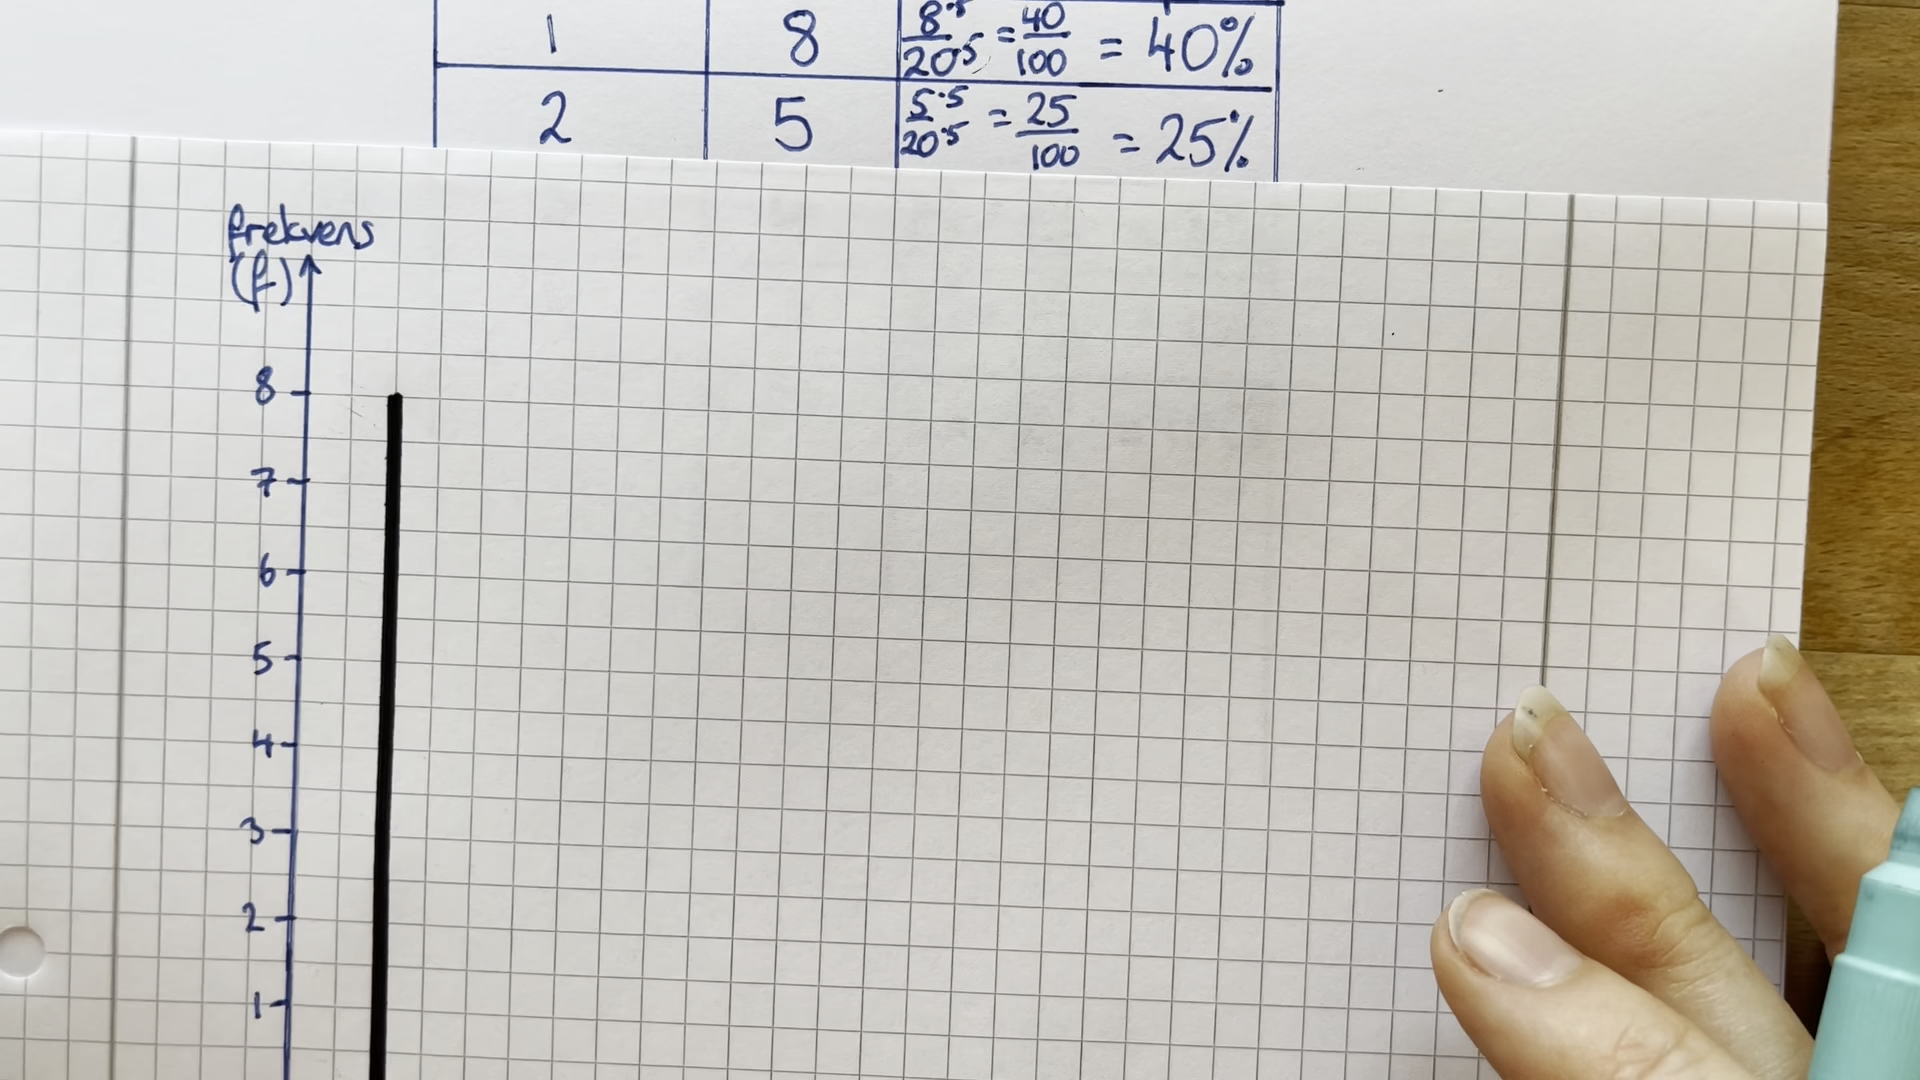 1 8 8·5/20·5 = 40/100 = 40%
2 5 5·5/20·5 = 25/100 = 25%
frekvens
(f)
8
7
6
5
4
3
2
1